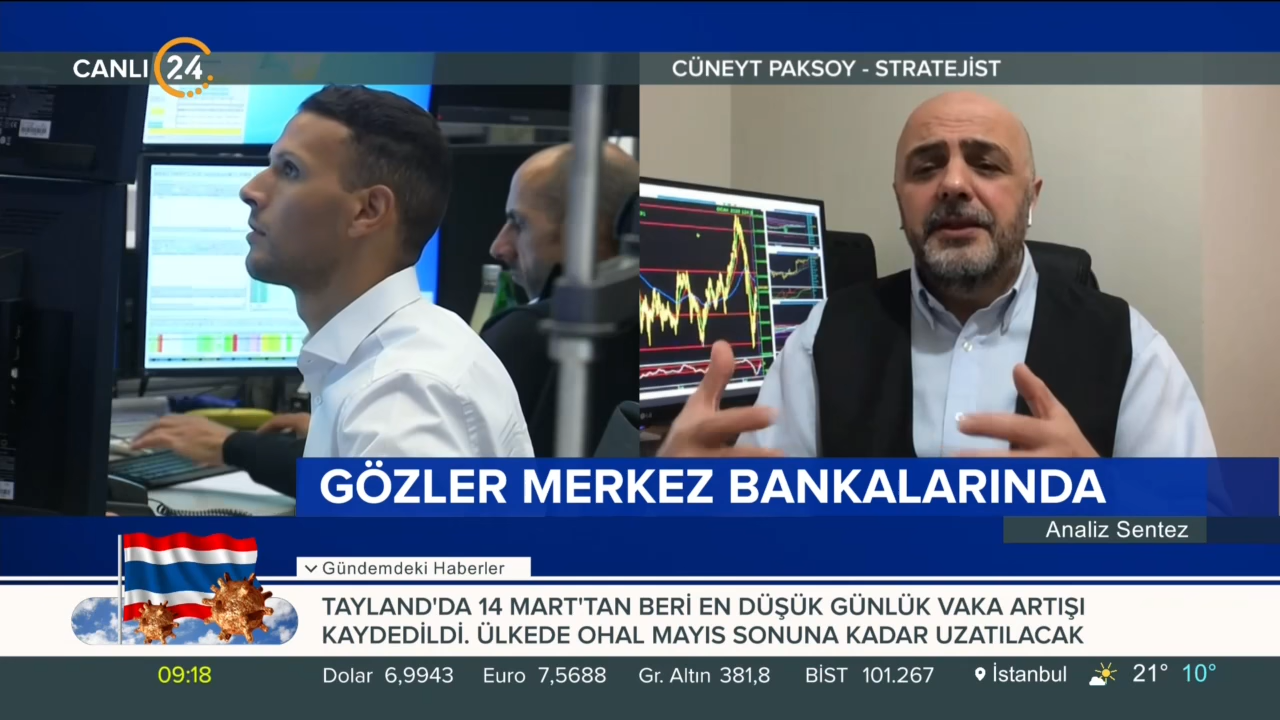 CANLI 24
CÜNEYT PAKSOY - STRATEJİST
GÖZLER MERKEZ BANKALARINDA
Analiz Sentez
Gündemdeki Haberler
TAYLAND'DA 14 MART'TAN BERİ EN DÜŞÜK GÜNLÜK VAKA ARTIŞI
KAYDEDİLDİ. ÜLKEDE OHAL MAYIS SONUNA KADAR UZATILACAK
09:18 Dolar 6,9943 Euro 7,5688 Gr. Altın 381,8 BİST 101.267 İstanbul 21° 10°